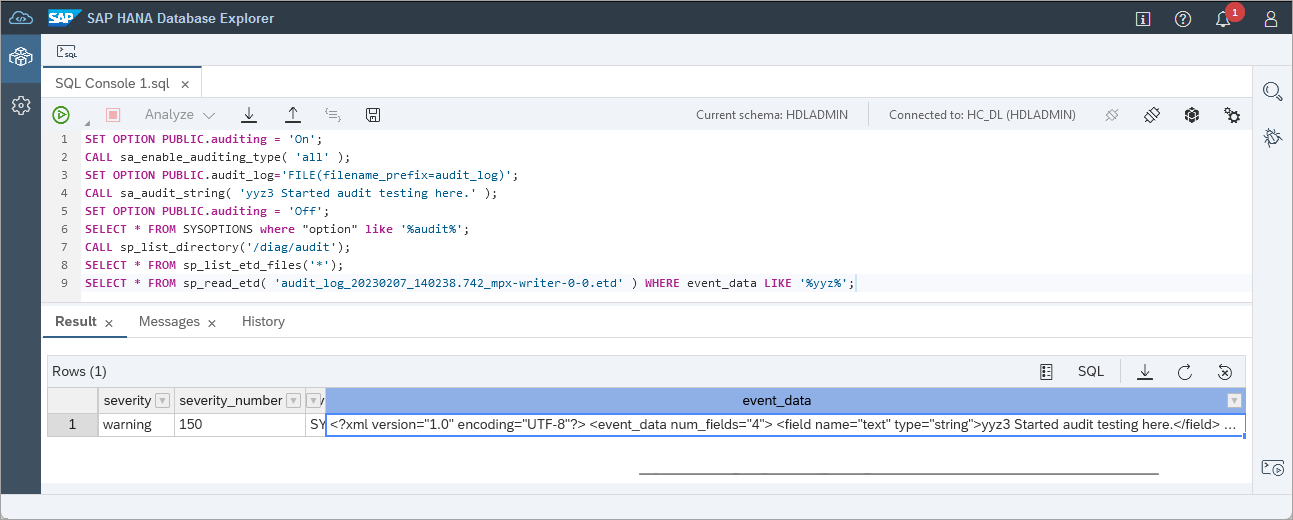 SAP SAP HANA Database Explorer
1
SQL
SQL Console 1.sql
Analyze Current schema: HDLADMIN Connected to: HC_DL (HDLADMIN)
1 SET OPTION PUBLIC.auditing = 'On';
2 CALL sa_enable_auditing_type( 'all' );
3 SET OPTION PUBLIC.audit_log='FILE(filename_prefix=audit_log)';
4 CALL sa_audit_string( 'yyz3 Started audit testing here.' );
5 SET OPTION PUBLIC.auditing = 'Off';
6 SELECT * FROM SYSOPTIONS where "option" like '%audit%';
7 CALL sp_list_directory('/diag/audit');
8 SELECT * FROM sp_list_etd_files('*');
9 SELECT * FROM sp_read_etd( 'audit_log_20230207_140238.742_mpx-writer-0-0.etd' ) WHERE event_data LIKE '%yyz%';
Result Messages History
Rows (1) SQL
severity severity_number event_data
1 warning 150 SY <?xml version="1.0" encoding="UTF-8"?> <event_data num_fields="4"> <field name="text" type="string">yyz3 Started audit testing here.</field> ...